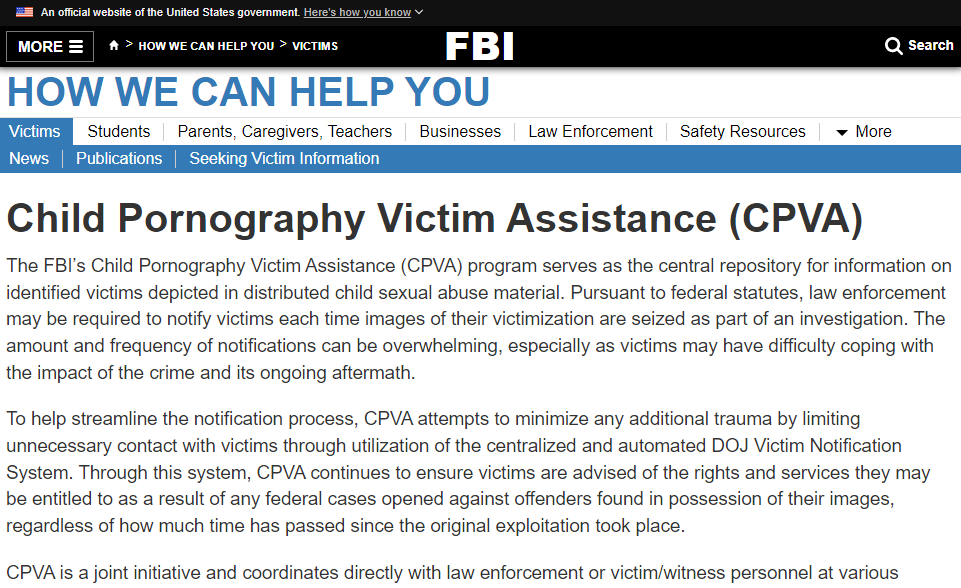 An official website of the United States government. Here's how you know
MORE
HOW WE CAN HELP YOU > VICTIMS
FBI
Search
HOW WE CAN HELP YOU
Victims Students Parents, Caregivers, Teachers Businesses Law Enforcement Safety Resources More
News Publications Seeking Victim Information
Child Pornography Victim Assistance (CPVA)
The FBI’s Child Pornography Victim Assistance (CPVA) program serves as the central repository for information on
identified victims depicted in distributed child sexual abuse material. Pursuant to federal statutes, law enforcement
may be required to notify victims each time images of their victimization are seized as part of an investigation. The
amount and frequency of notifications can be overwhelming, especially as victims may have difficulty coping with
the impact of the crime and its ongoing aftermath.
To help streamline the notification process, CPVA attempts to minimize any additional trauma by limiting
unnecessary contact with victims through utilization of the centralized and automated DOJ Victim Notification
System. Through this system, CPVA continues to ensure victims are advised of the rights and services they may
be entitled to as a result of any federal cases opened against offenders found in possession of their images,
regardless of how much time has passed since the original exploitation took place.
CPVA is a joint initiative and coordinates directly with law enforcement or victim/witness personnel at various